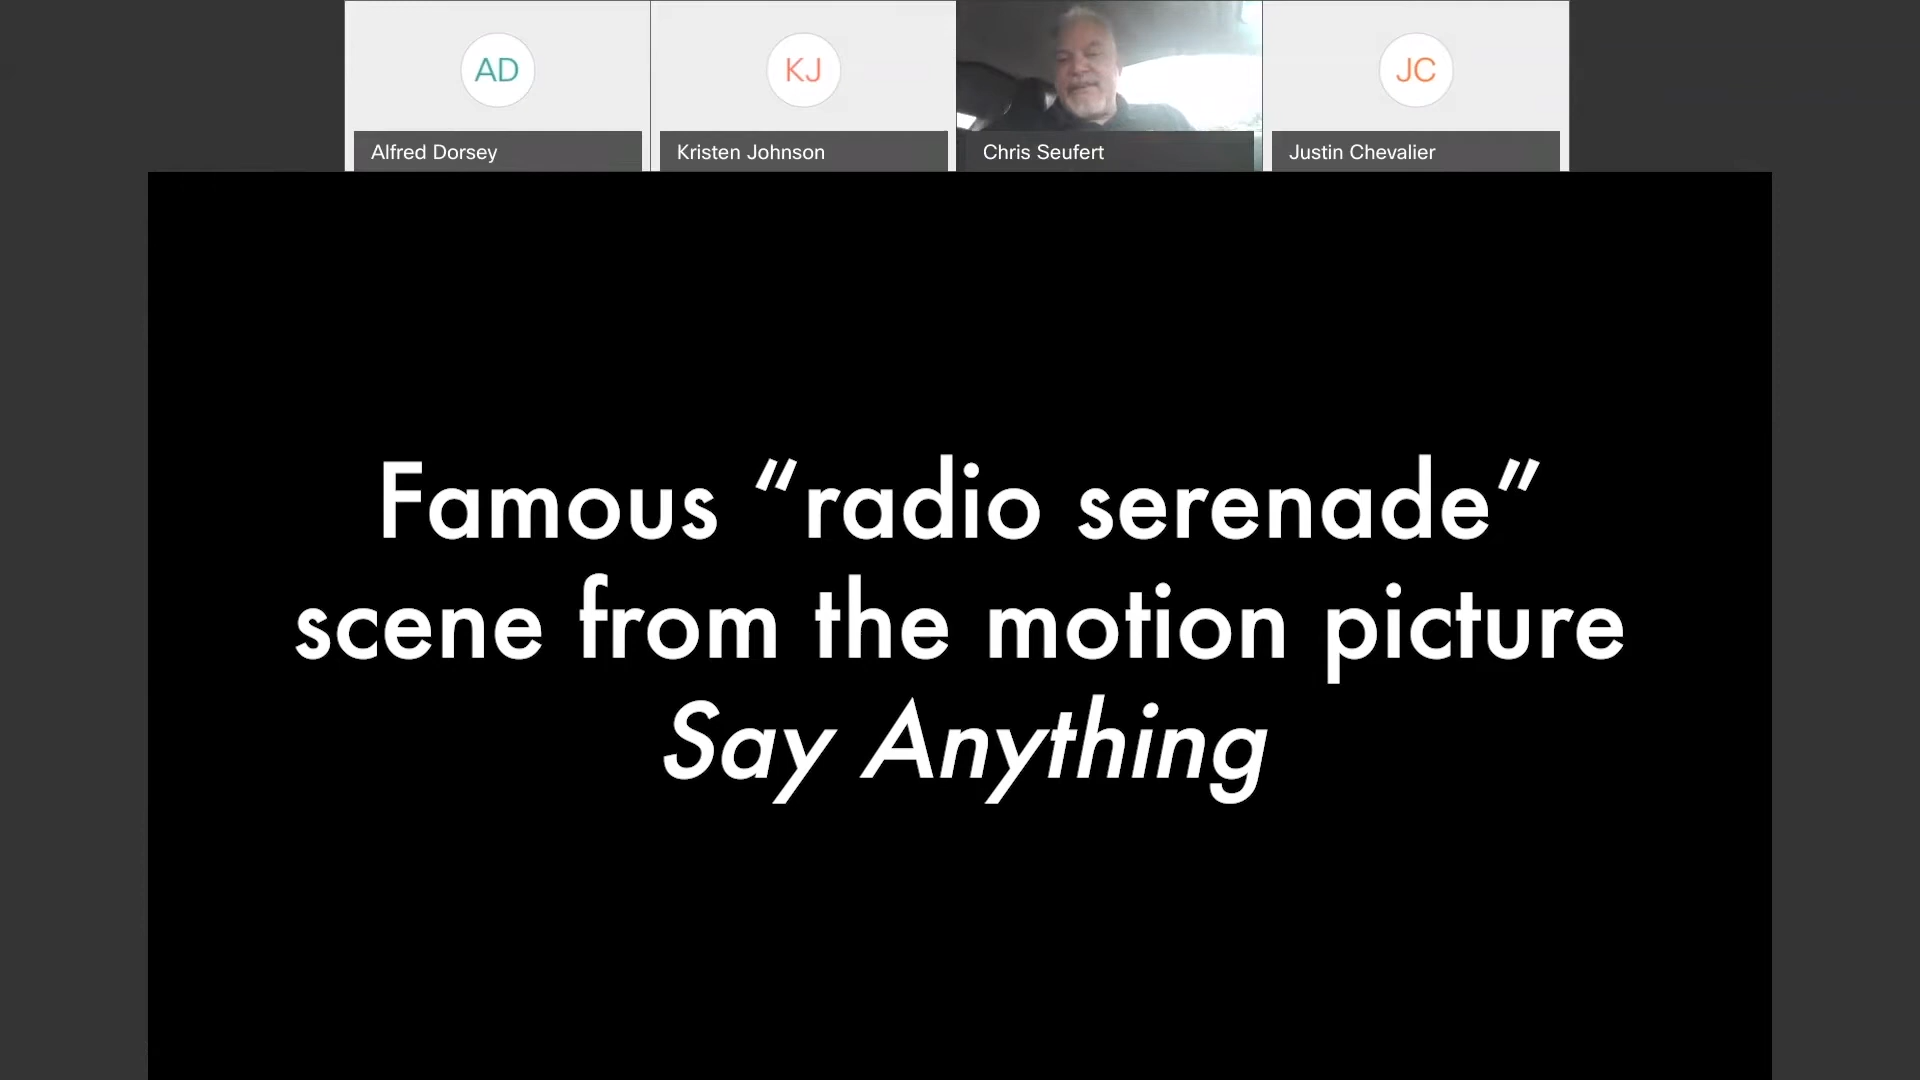 AD
KJ
JC
Alfred Dorsey
Kristen Johnson
Chris Seufert
Justin Chevalier
Famous “radio serenade”
scene from the motion picture
Say Anything